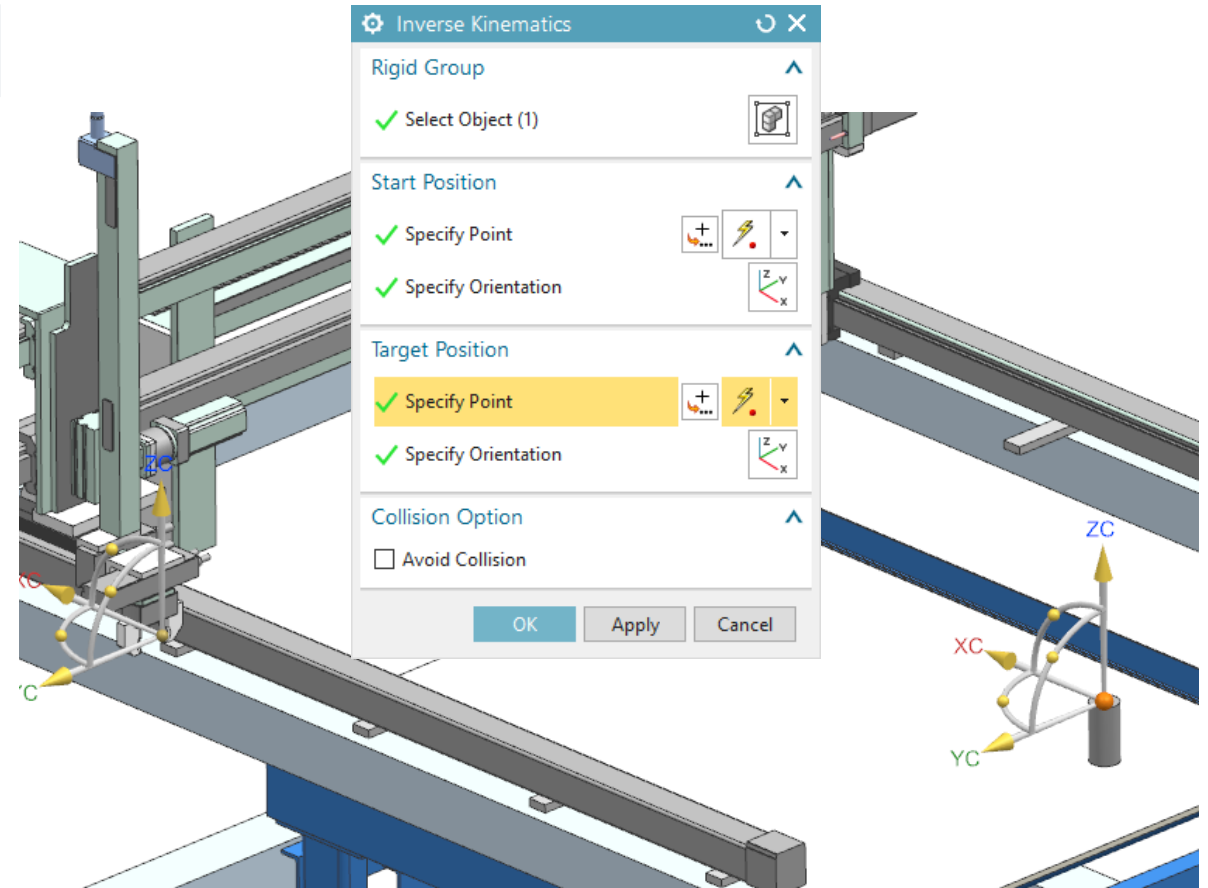 Inverse Kinematics
Rigid Group
Select Object (1)
Start Position
Specify Point
Specify Orientation
Z
Y
X
Target Position
Specify Point
Specify Orientation
Z
Y
X
Collision Option
Avoid Collision
OK
Apply
Cancel
ZC
XC
YC
ZC
XC
YC